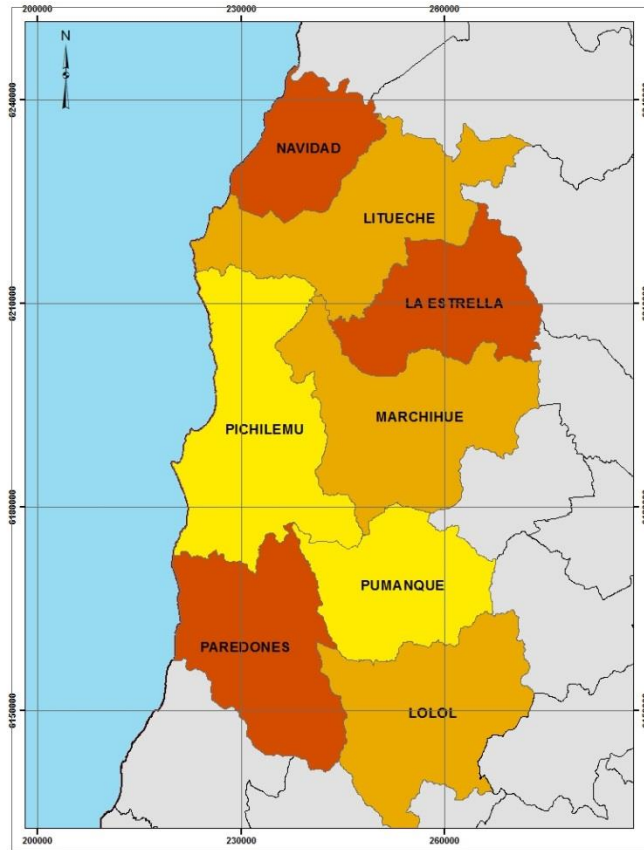 200000 230000 260000
N
6240000
NAVIDAD
LITUECHE
6210000
LA ESTRELLA
MARCHIHUE
PICHILEMU
6180000
PUMANQUE
PAREDONES
6150000
LOLOL
200000 230000 260000